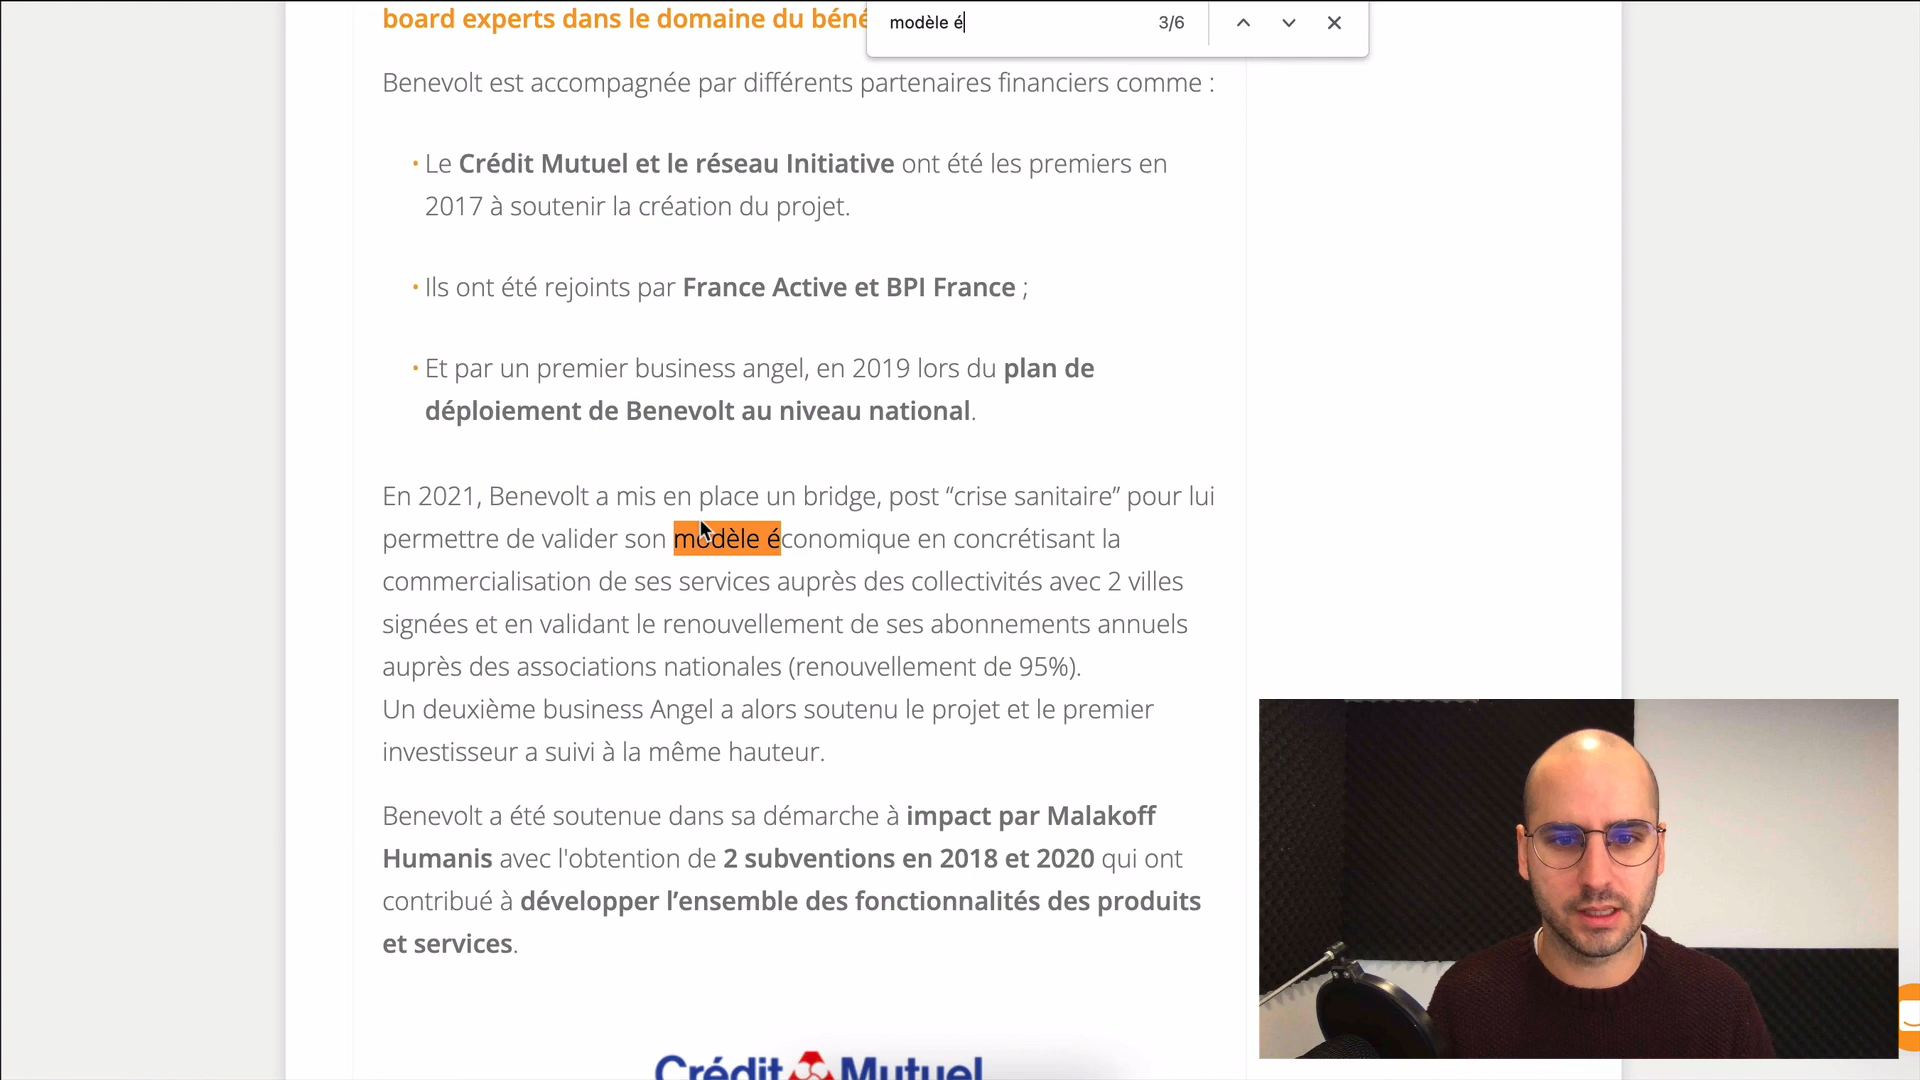 board experts dans le domaine du béné
modèle é
3/6
Benevolt est accompagnée par différents partenaires financiers comme :
• Le Crédit Mutuel et le réseau Initiative ont été les premiers en
2017 à soutenir la création du projet.
• Ils ont été rejoints par France Active et BPI France ;
• Et par un premier business angel, en 2019 lors du plan de
déploiement de Benevolt au niveau national.
En 2021, Benevolt a mis en place un bridge, post “crise sanitaire” pour lui
permettre de valider son modèle économique en concrétisant la
commercialisation de ses services auprès des collectivités avec 2 villes
signées et en validant le renouvellement de ses abonnements annuels
auprès des associations nationales (renouvellement de 95%).
Un deuxième business Angel a alors soutenu le projet et le premier
investisseur a suivi à la même hauteur.
Benevolt a été soutenue dans sa démarche à impact par Malakoff
Humanis avec l'obtention de 2 subventions en 2018 et 2020 qui ont
contribué à développer l’ensemble des fonctionnalités des produits
et services.
Crédit Mutuel